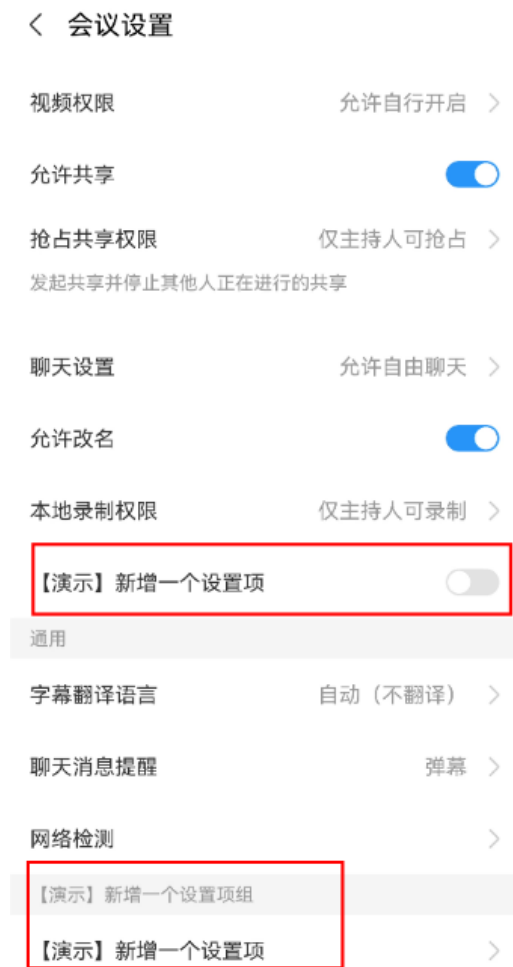 会议设置
视频权限 允许自行开启
允许共享
抢占共享权限 仅主持人可抢占
发起共享并停止其他人正在进行的共享
聊天设置 允许自由聊天
允许改名
本地录制权限 仅主持人可录制
【演示】新增一个设置项
通用
字幕翻译语言 自动（不翻译）
聊天消息提醒 弹幕
网络检测
【演示】新增一个设置项组
【演示】新增一个设置项